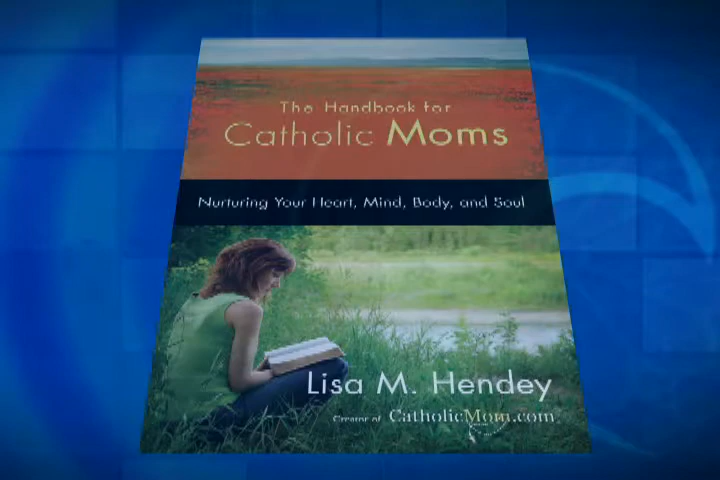 The Handbook for
Catholic Moms
Nurturing Your Heart, Mind, Body, and Soul
Lisa M. Hendey
Creator of CatholicMom.com